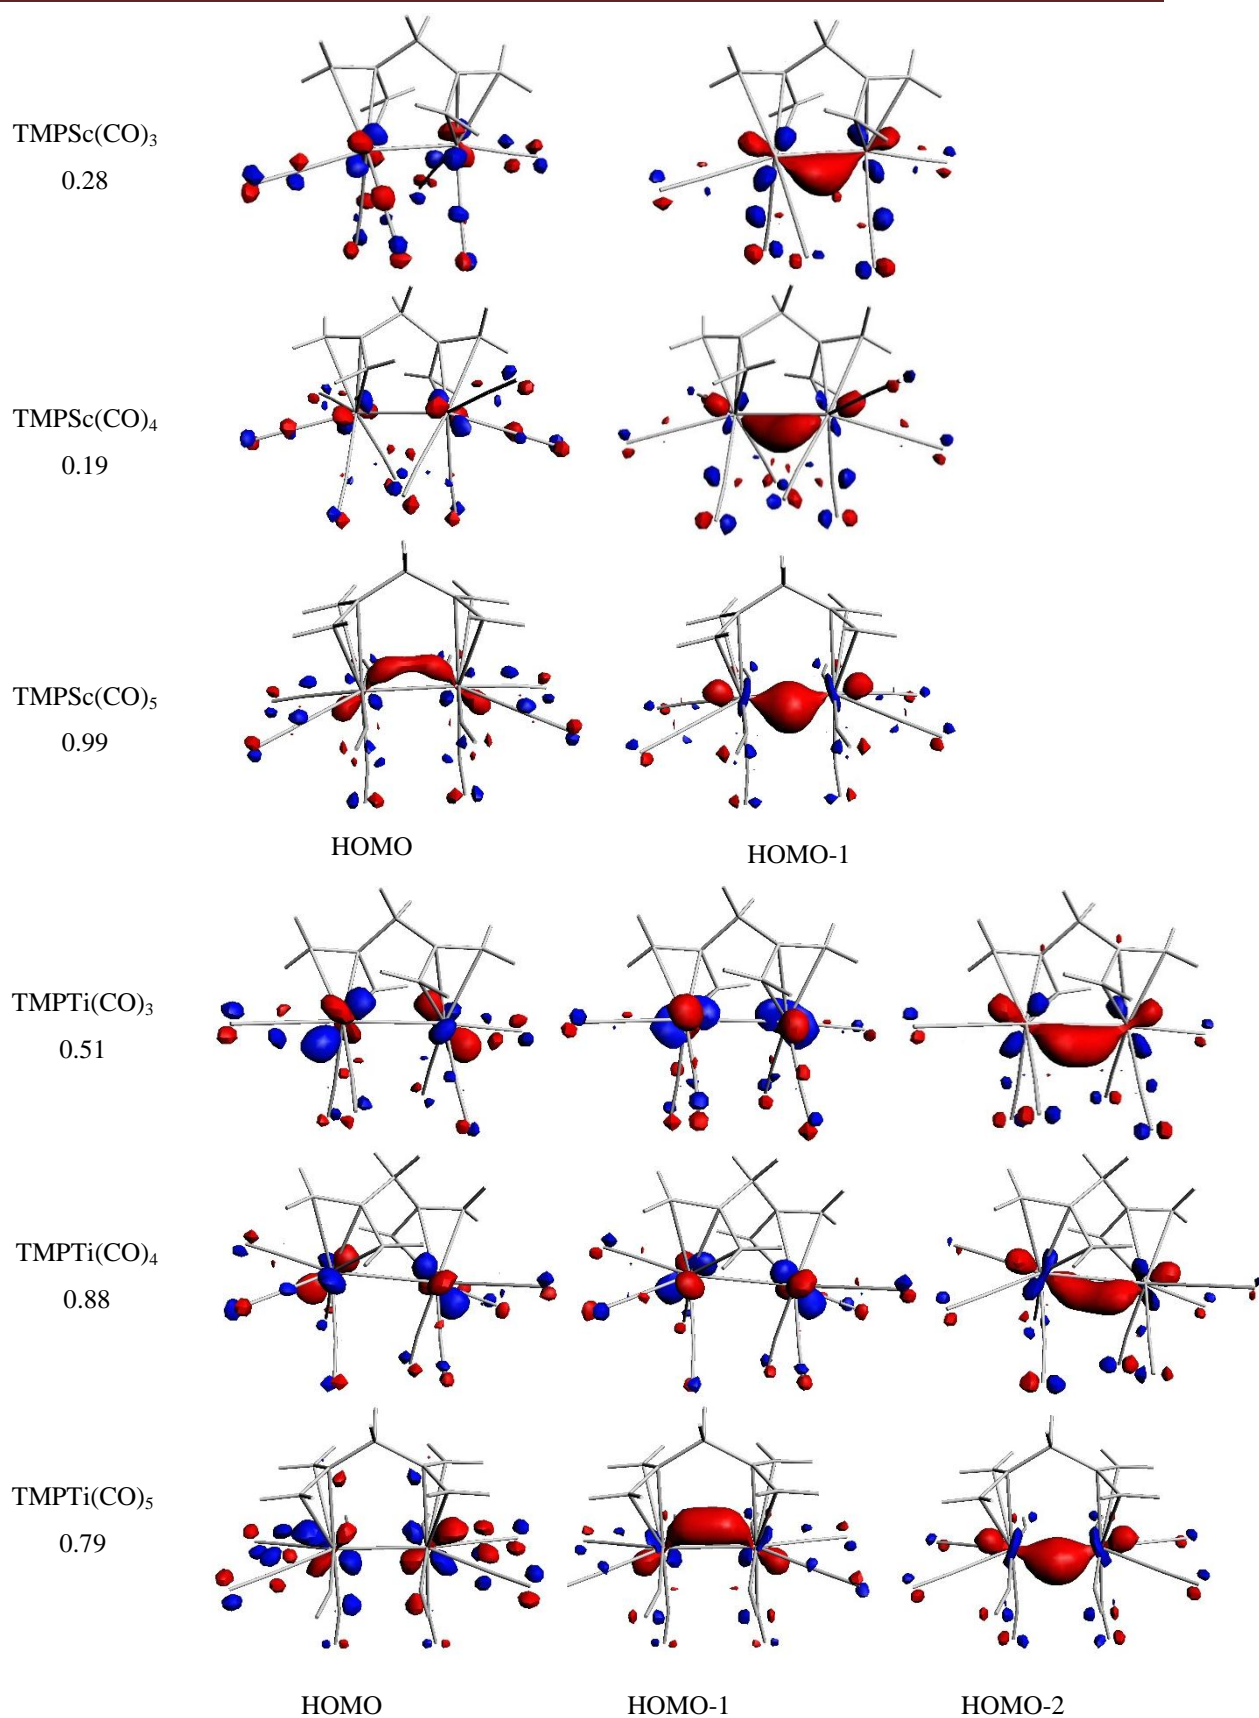 TMPSc(CO)₃
0.28
TMPSc(CO)₄
0.19
TMPSc(CO)₅
0.99
HOMO HOMO-1
TMPTi(CO)₃
0.51
TMPTi(CO)₄
0.88
TMPTi(CO)₅
0.79
HOMO HOMO-1 HOMO-2